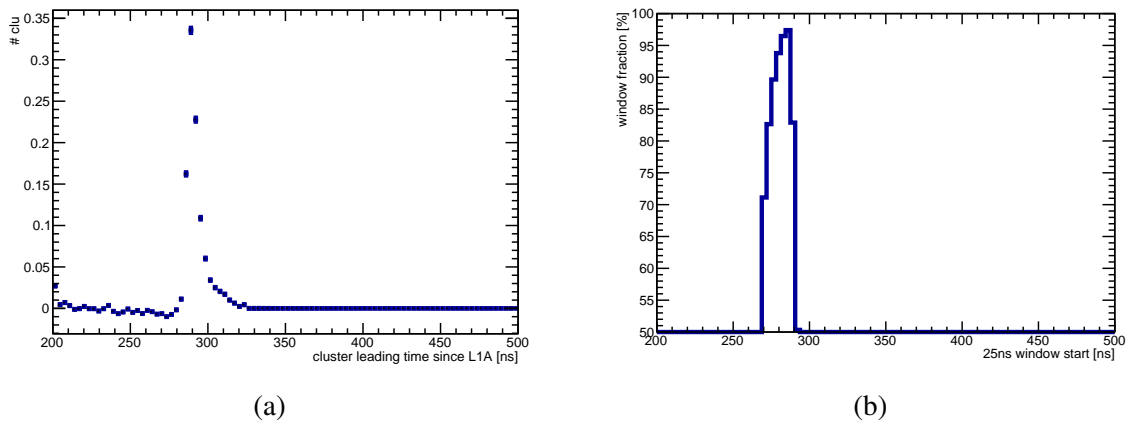 # clu
0.35
0.3
0.25
0.2
0.15
0.1
0.05
0
200 250 300 350 400 450 500
cluster leading time since L1A [ns]
(a)
window fraction [%]
100
95
90
85
80
75
70
65
60
55
50
200 250 300 350 400 450 500
25ns window start [ns]
(b)